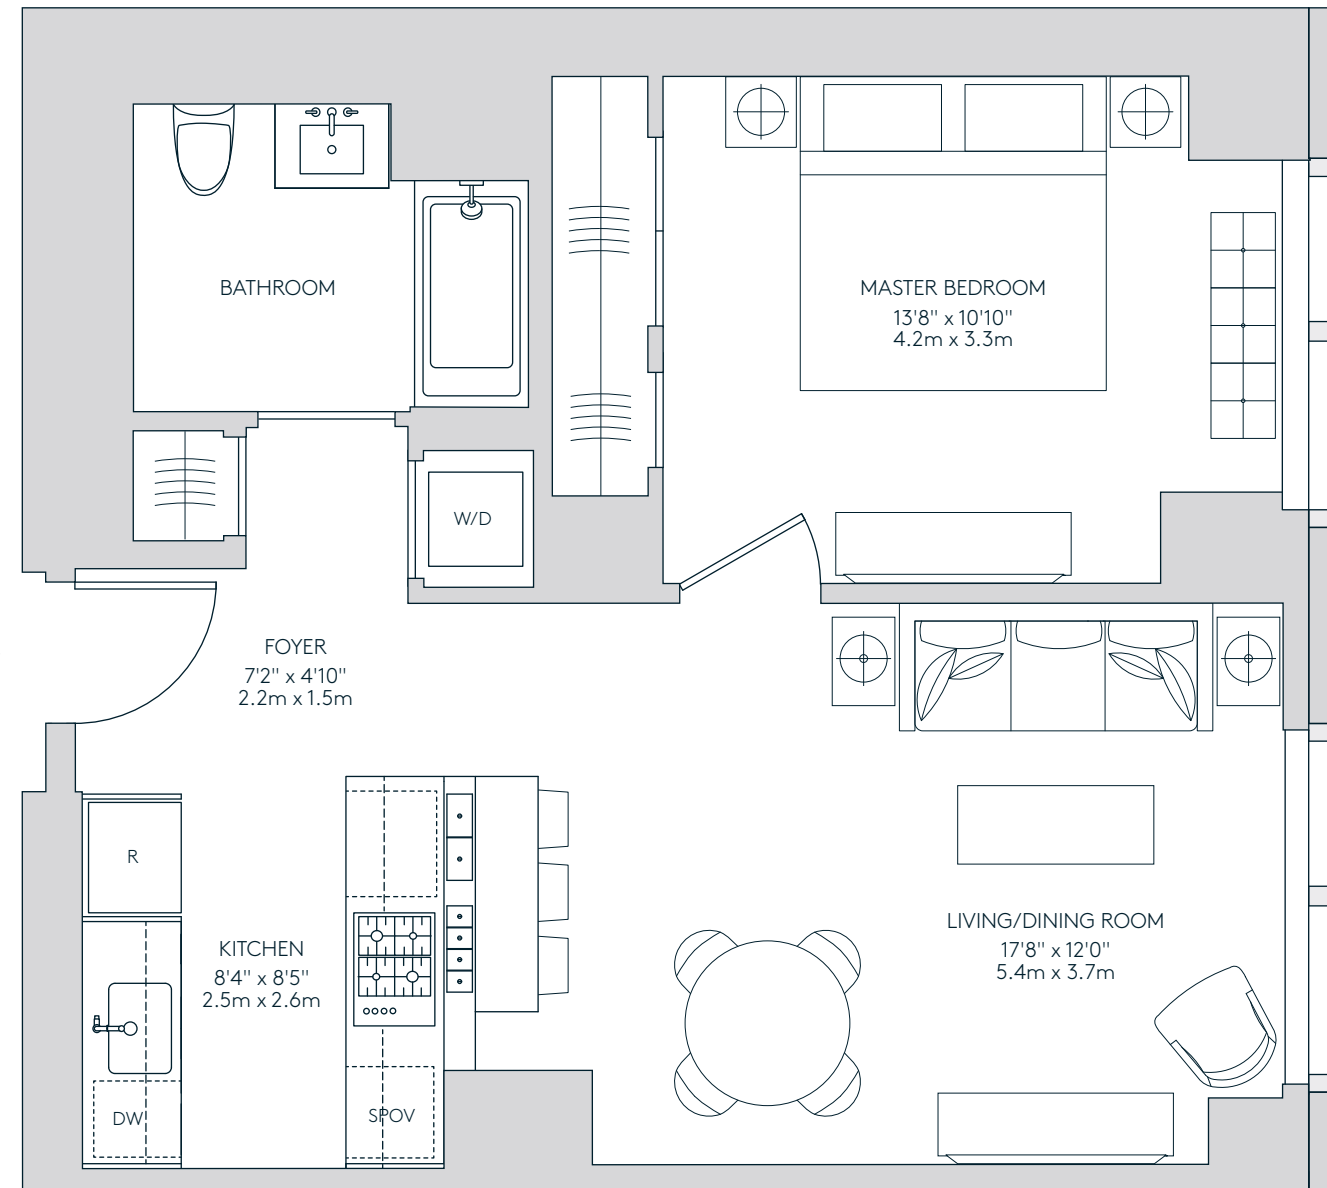 BATHROOM
MASTER BEDROOM
13'8" x 10'10"
4.2m x 3.3m
W/D
FOYER
7'2" x 4'10"
2.2m x 1.5m
R
KITCHEN
8'4" x 8'5"
2.5m x 2.6m
LIVING/DINING ROOM
17'8" x 12'0"
5.4m x 3.7m
DW
SPOV